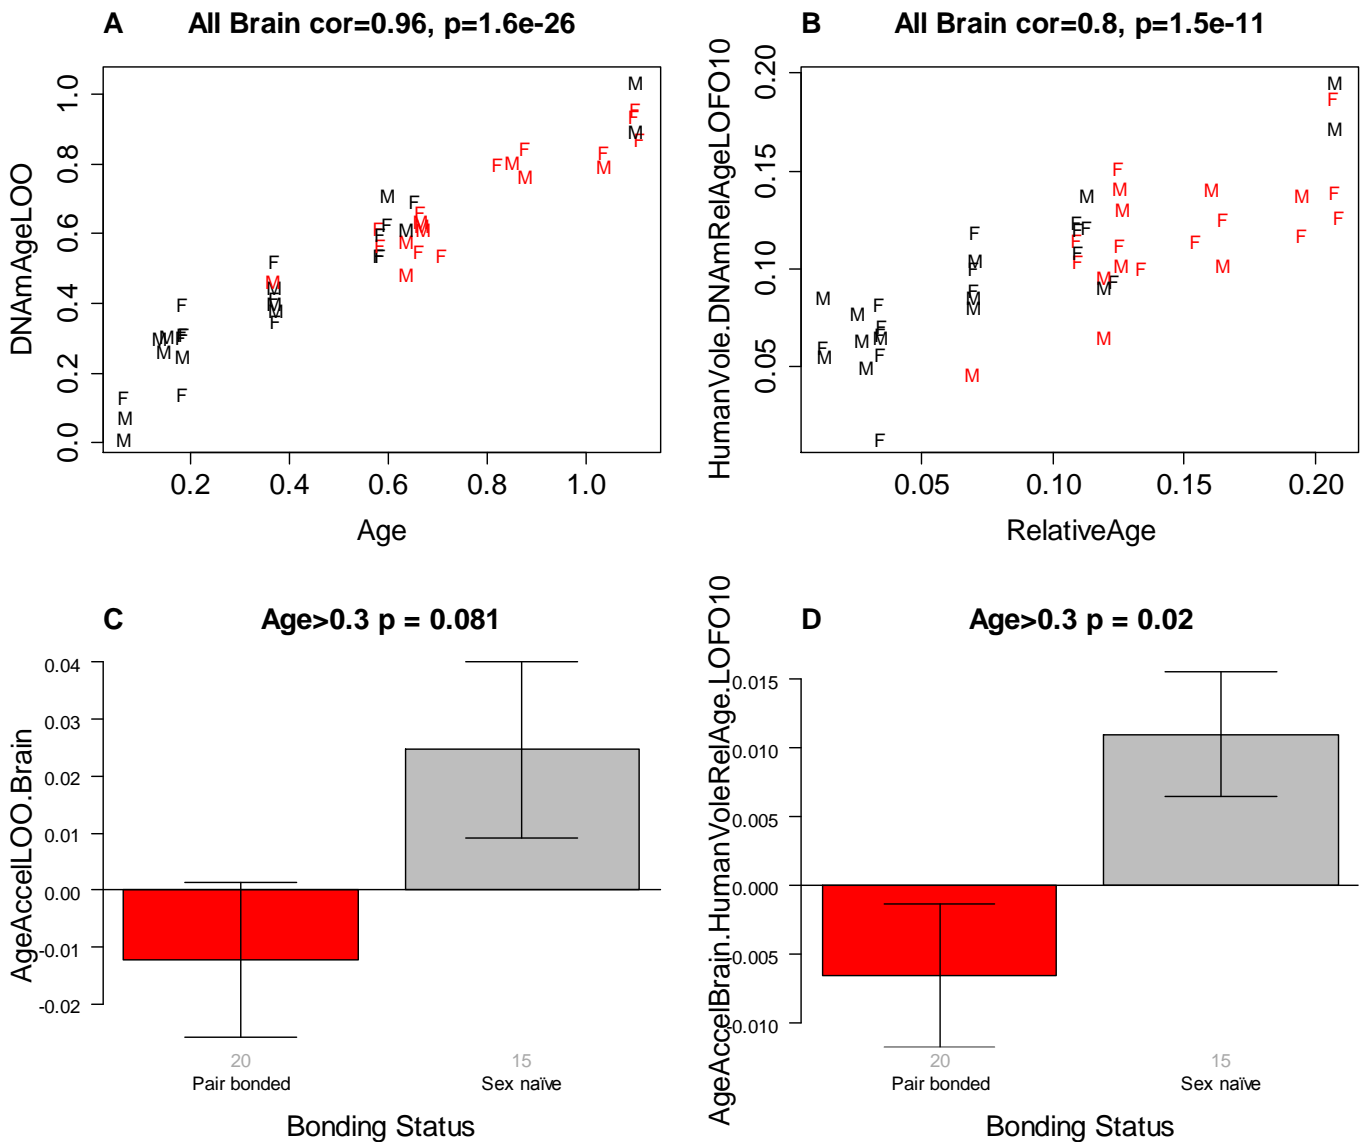 A All Brain cor=0.96, p=1.6e-26
DNAmAgeLOO
0.0 0.2 0.4 0.6 0.8 1.0
0.2 0.4 0.6 0.8 1.0
Age
B All Brain cor=0.8, p=1.5e-11
HumanVole.DNAmRelAgeLOFO10
0.05 0.10 0.15 0.20
0.05 0.10 0.15 0.20
RelativeAge
C Age>0.3 p = 0.081
AgeAccelLOO.Brain
0.04
0.03
0.02
0.01
0.00
-0.01
-0.02
20 15
Pair bonded Sex naïve
Bonding Status
D Age>0.3 p = 0.02
AgeAccelBrain.HumanVoleRelAge.LOFO10
0.015
0.010
0.005
0.000
-0.005
-0.010
20 15
Pair bonded Sex naïve
Bonding Status